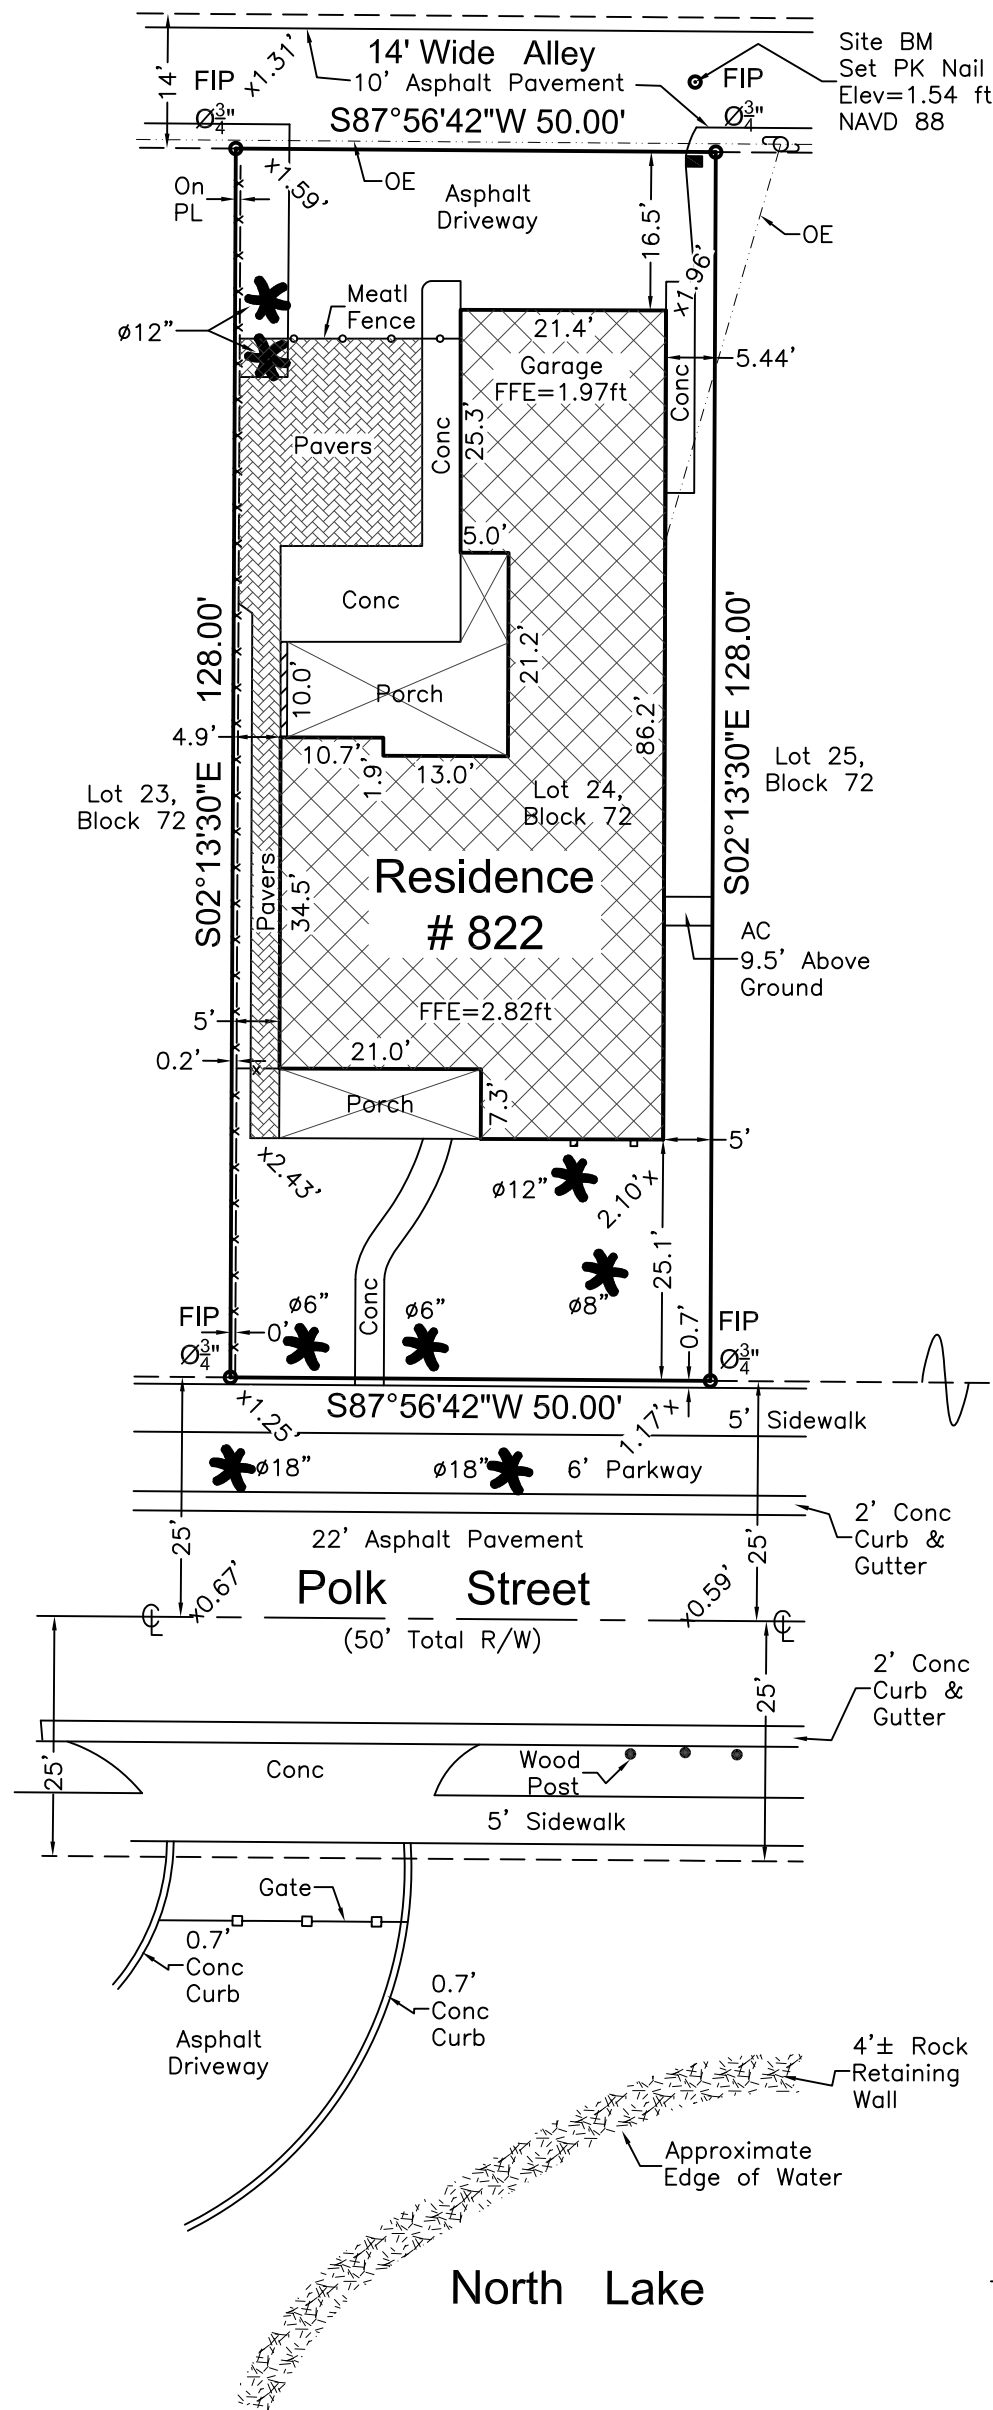 14' Wide Alley
10' Asphalt Pavement
14'
FIP
Ø3/4"
x1.31'
FIP
Ø3/4"
Site BM
Set PK Nail
Elev=1.54 ft
NAVD 88
S87°56'42"W 50.00'
On
PL
x1.59'
OE
Asphalt
Driveway
16.5'
x1.96'
OE
ø12"
Meatl
Fence
21.4'
Garage
FFE=1.97ft
5.44'
Conc
Pavers
Conc
25.3'
5.0'
Conc
21.2'
10.0'
Porch
86.2'
S02°13'30"E 128.00'
S02°13'30"E 128.00'
4.9'
10.7'
1.9'
13.0'
Lot 23,
Block 72
Lot 24,
Block 72
Lot 25,
Block 72
Pavers
34.5'
Residence
# 822
AC
9.5' Above
Ground
FFE=2.82ft
5'
0.2'
21.0'
Porch
7.3'
5'
x2.43'
ø12"
2.10'x
25.1'
ø8"
FIP
Ø3/4"
0'
ø6"
Conc
ø6"
0.7'
FIP
Ø3/4"
S87°56'42"W 50.00'
x1.25'
1.17'x
5' Sidewalk
ø18"
ø18"
6' Parkway
2' Conc
Curb &
Gutter
25'
22' Asphalt Pavement
25'
Polk Street
x0.67'
x0.59'
℄
(50' Total R/W)
℄
2' Conc
Curb &
Gutter
25'
25'
Conc
Wood
Post
5' Sidewalk
Gate
0.7'
Conc
Curb
0.7'
Conc
Curb
Asphalt
Driveway
4'± Rock
Retaining
Wall
Approximate
Edge of Water
North Lake